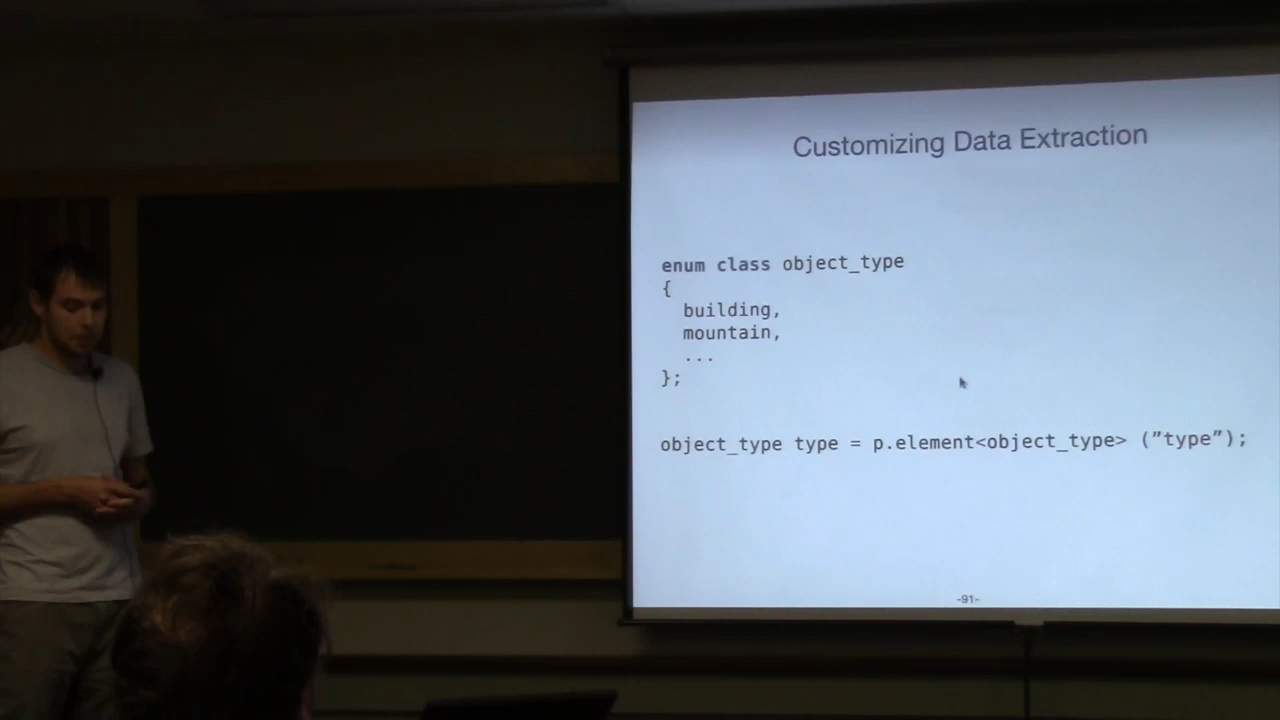 Customizing Data Extraction
enum class object_type
{
building,
mountain,
...
};
object_type type = p.element<object_type> (”type”);
-91-